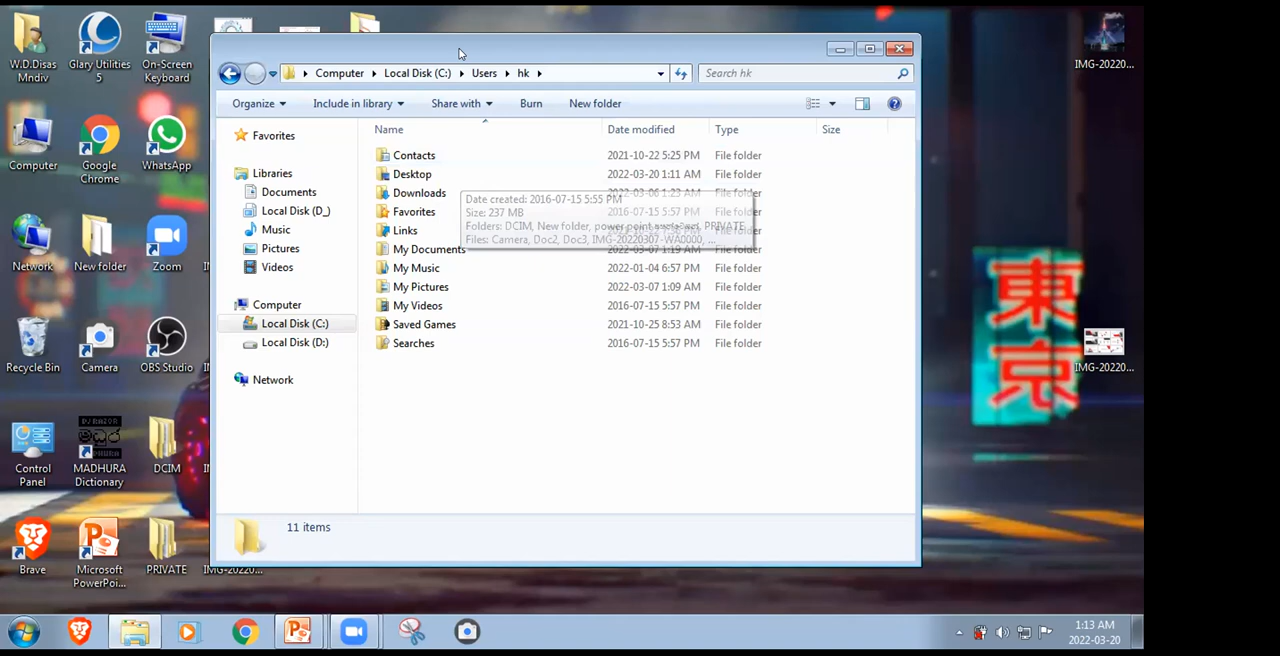 W.D.Disas
Mndiv
Glary Utilities
5
On-Screen
Keyboard
IMG-20220...
Computer
Local Disk (C:)
Users
hk
Search hk
Organize
Include in library
Share with
Burn
New folder
Computer
Google
Chrome
WhatsApp
Network
New folder
Zoom
Recycle Bin
Camera
OBS Studio
Control
Panel
DJ RAZOR
මධුර
MADHURA
Dictionary
DCIM
Brave
Microsoft
PowerPoi...
PRIVATE
IMG-20220...
Favorites
Libraries
Documents
Local Disk (D_)
Music
Pictures
Videos
Computer
Local Disk (C:)
Local Disk (D:)
Network
Name Date modified Type Size
Contacts 2021-10-22 5:25 PM File folder
Desktop 2022-03-20 1:11 AM File folder
Downloads 2022-03-06 1:23 AM File folder
Favorites 2016-07-15 5:57 PM File folder
Links File folder
My Documents 2022-03-07 1:19 AM File folder
My Music 2022-01-04 6:57 PM File folder
My Pictures 2022-03-07 1:09 AM File folder
My Videos 2016-07-15 5:57 PM File folder
Saved Games 2021-10-25 8:53 AM File folder
Searches 2016-07-15 5:57 PM File folder
Date created: 2016-07-15 5:55 PM
Size: 237 MB
Folders: DCIM, New folder, power point PRIVATE
Files: Camera, Doc2, Doc3, IMG-20220307-WA0000, ...
11 items
東
京
IMG-20220...
1:13 AM
2022-03-20